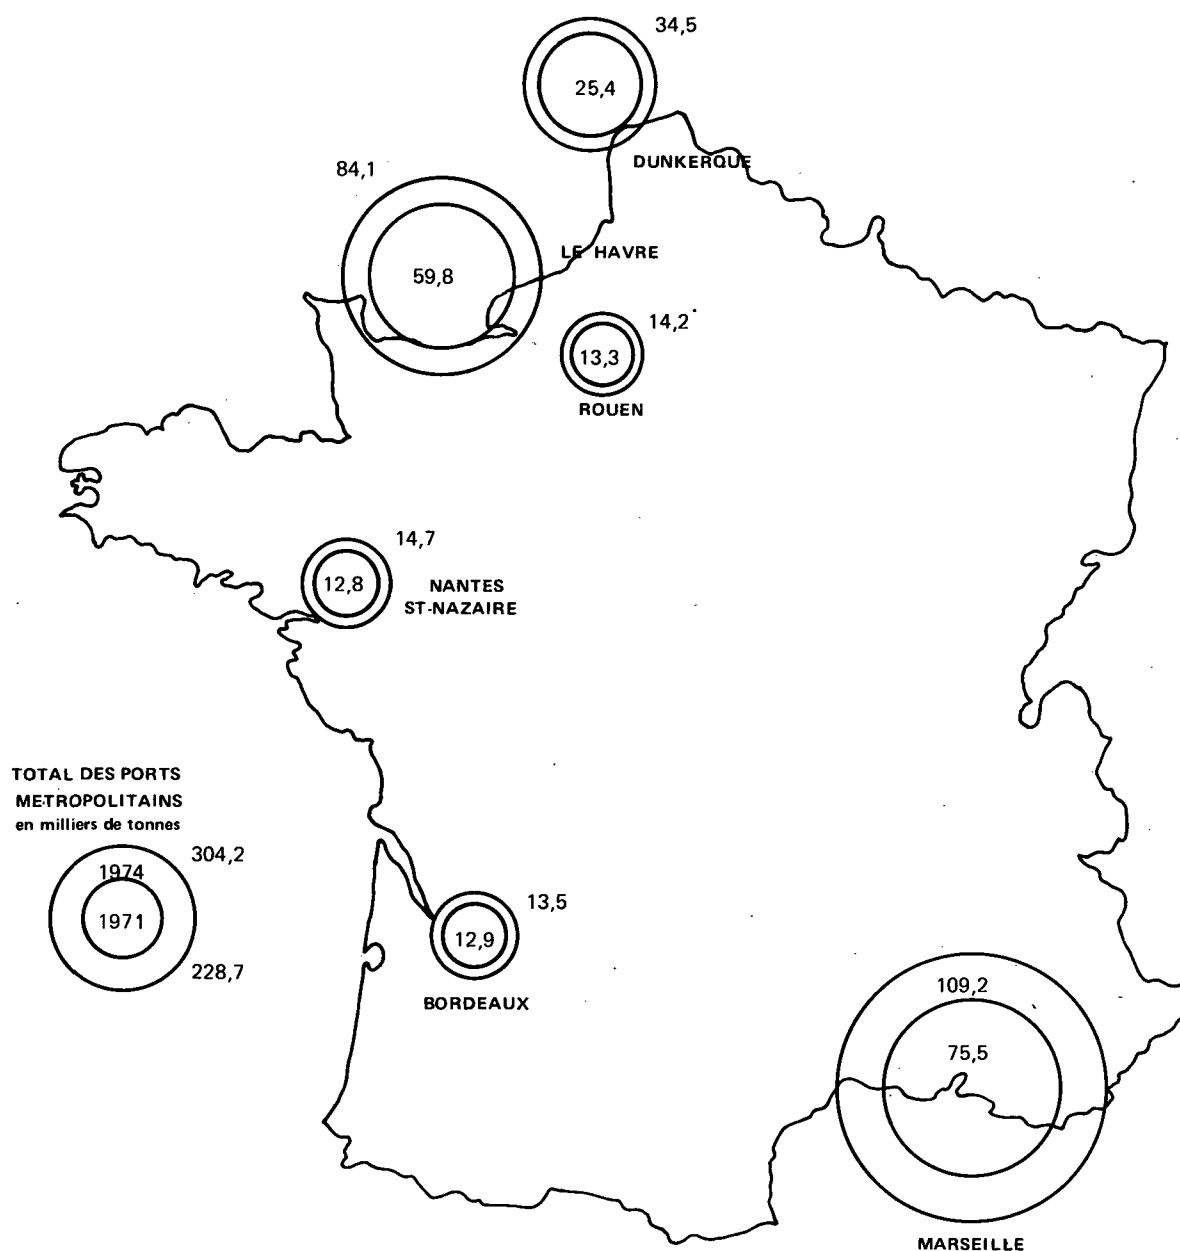 34,5
25,4
DUNKERQUE
84,1
LE HAVRE
59,8
14,2
13,3
ROUEN
14,7
12,8
NANTES
ST-NAZAIRE
TOTAL DES PORTS
METROPOLITAINS
en milliers de tonnes
304,2
1974
1971
228,7
13,5
12,9
BORDEAUX
109,2
75,5
MARSEILLE